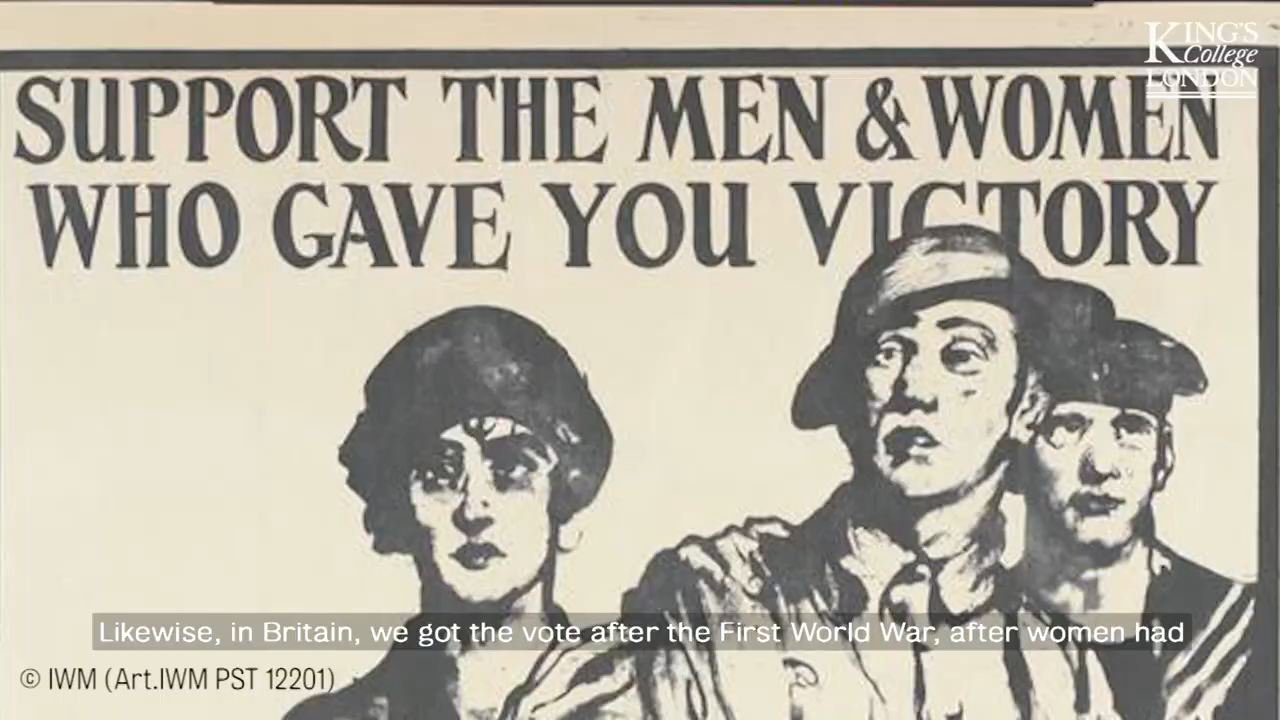 KING'S
College
LONDON
SUPPORT THE MEN & WOMEN
WHO GAVE YOU VICTORY
Likewise, in Britain, we got the vote after the First World War, after women had
© IWM (Art.IWM PST 12201)